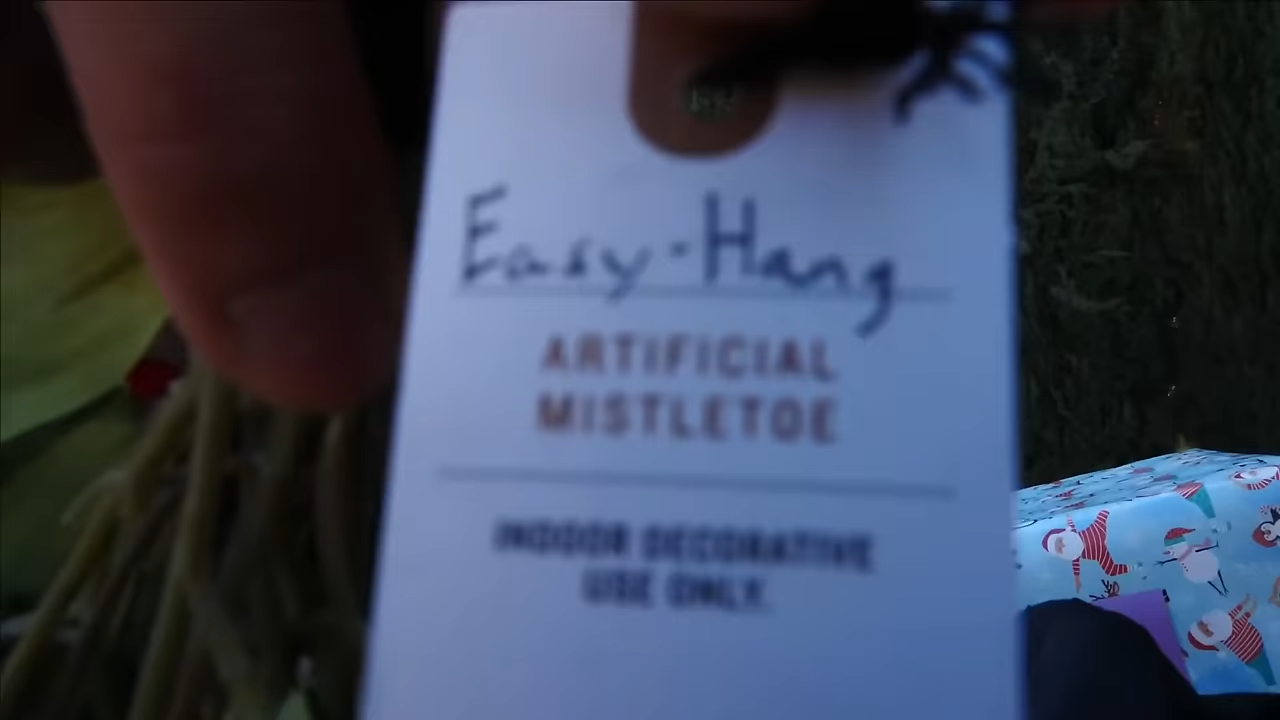 Easy-Hang
ARTIFICIAL
MISTLETOE
INDOOR DECORATIVE
USE ONLY.